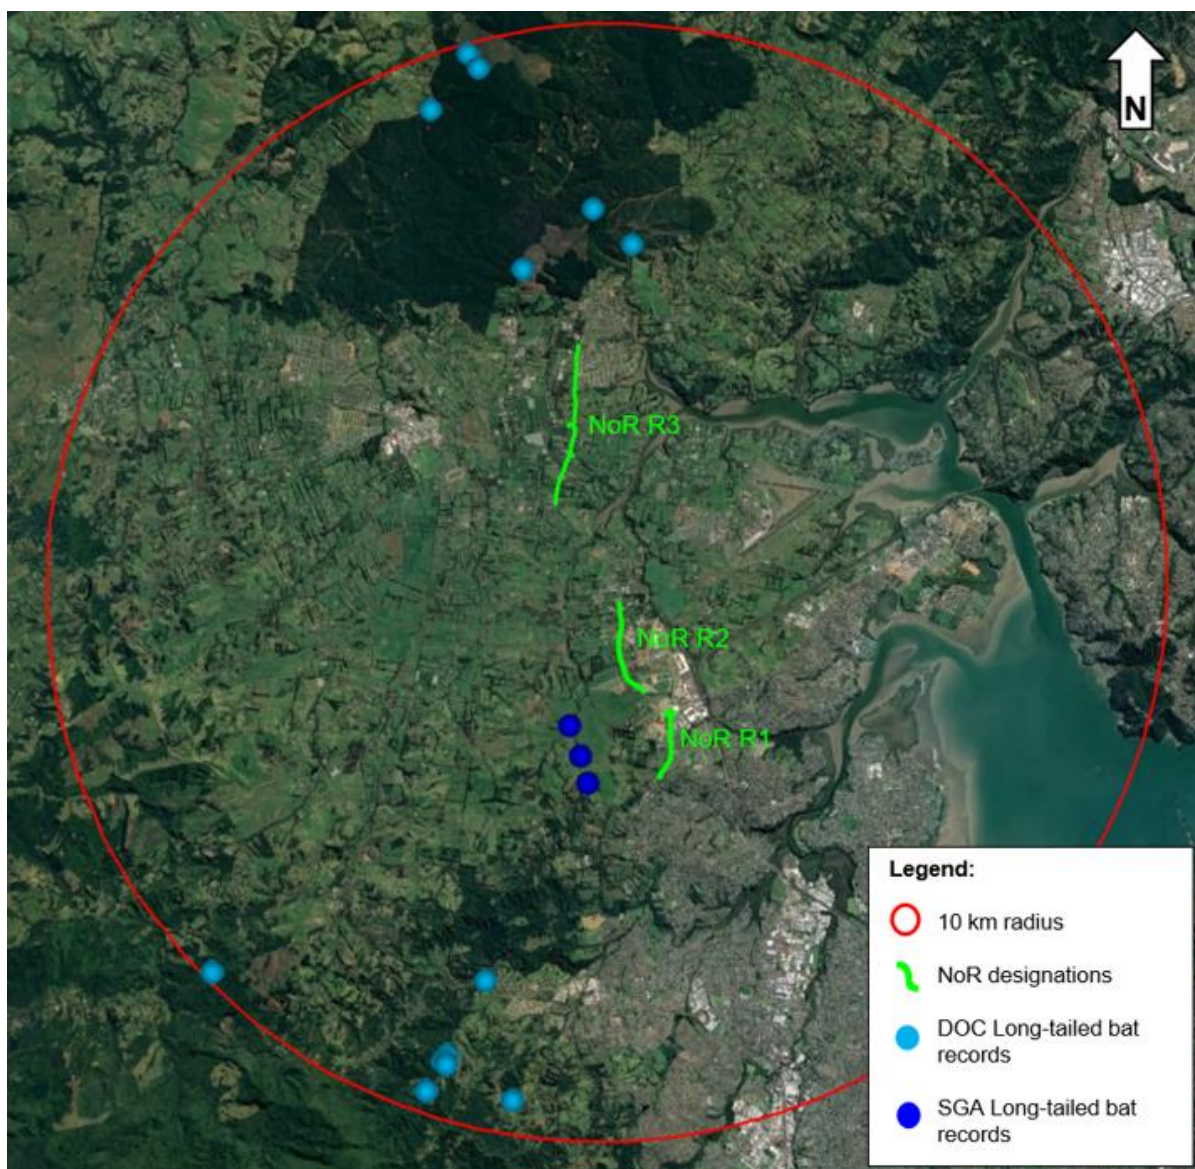 N
NoR R3
NoR R2
NoR R1
Legend:
10 km radius
NoR designations
DOC Long-tailed bat
records
SGA Long-tailed bat
records